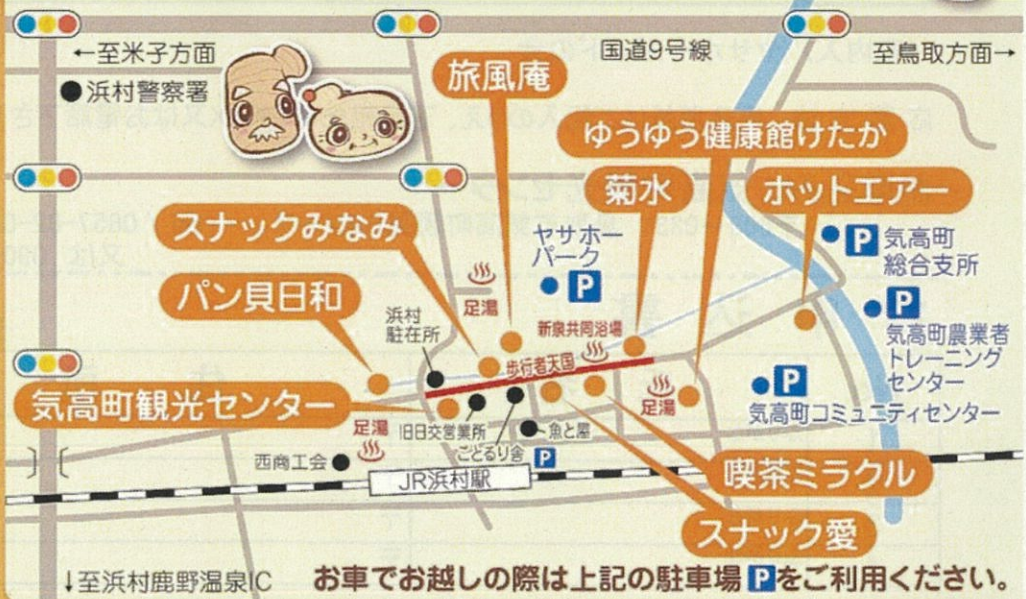 ←至米子方面
国道9号線
至鳥取方面→
浜村警察署
旅風庵
ゆうゆう健康館けたか
菊水
ホットエアー
スナックみなみ
ヤサホー
パーク
P
P 気高町
総合支所
足湯
パン貝日和
浜村
駐在所
新泉共同浴場
P
気高町農業者
トレーニング
センター
歩行者天国
P
気高町コミュニティセンター
気高町観光センター
足湯
足湯
旧日交営業所
魚と屋
ことるり舎
P
西商工会
JR浜村駅
喫茶ミラクル
スナック愛
↓至浜村鹿野温泉IC
お車でお越しの際は上記の駐車場Pをご利用ください。